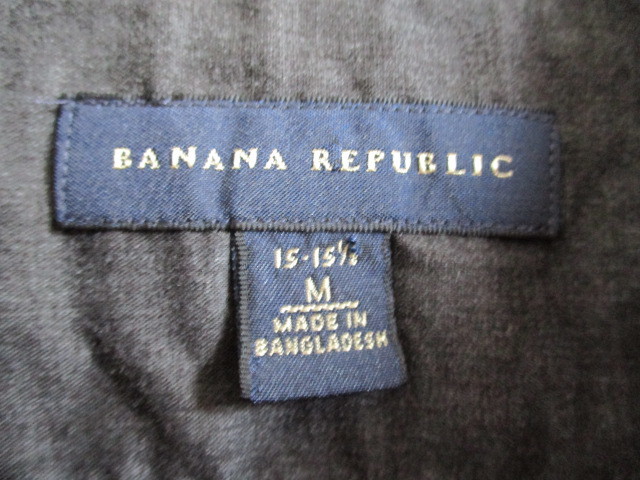 BANANA REPUBLIC
15-15½
M
MADE IN
BANGLADESH